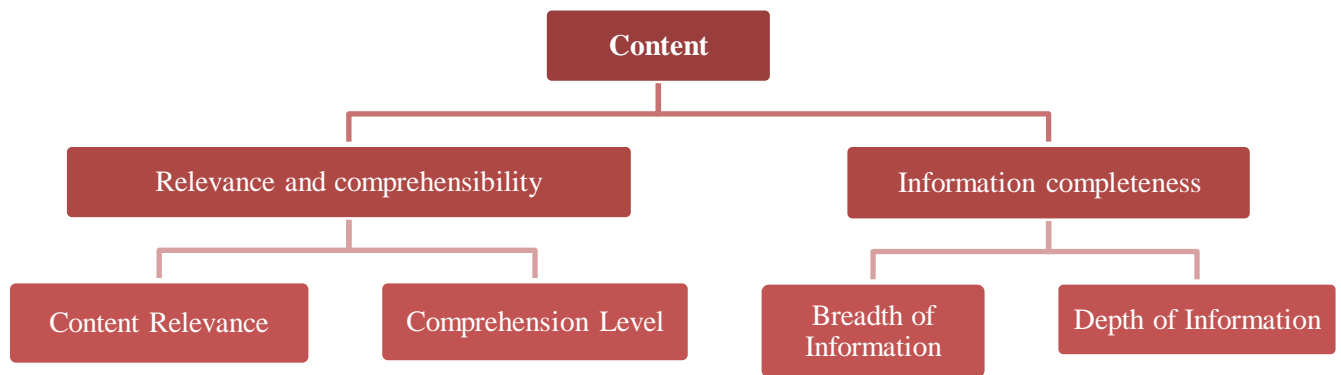 Content
Relevance and comprehensibility
Information completeness
Content Relevance
Comprehension Level
Breadth of
Information
Depth of Information